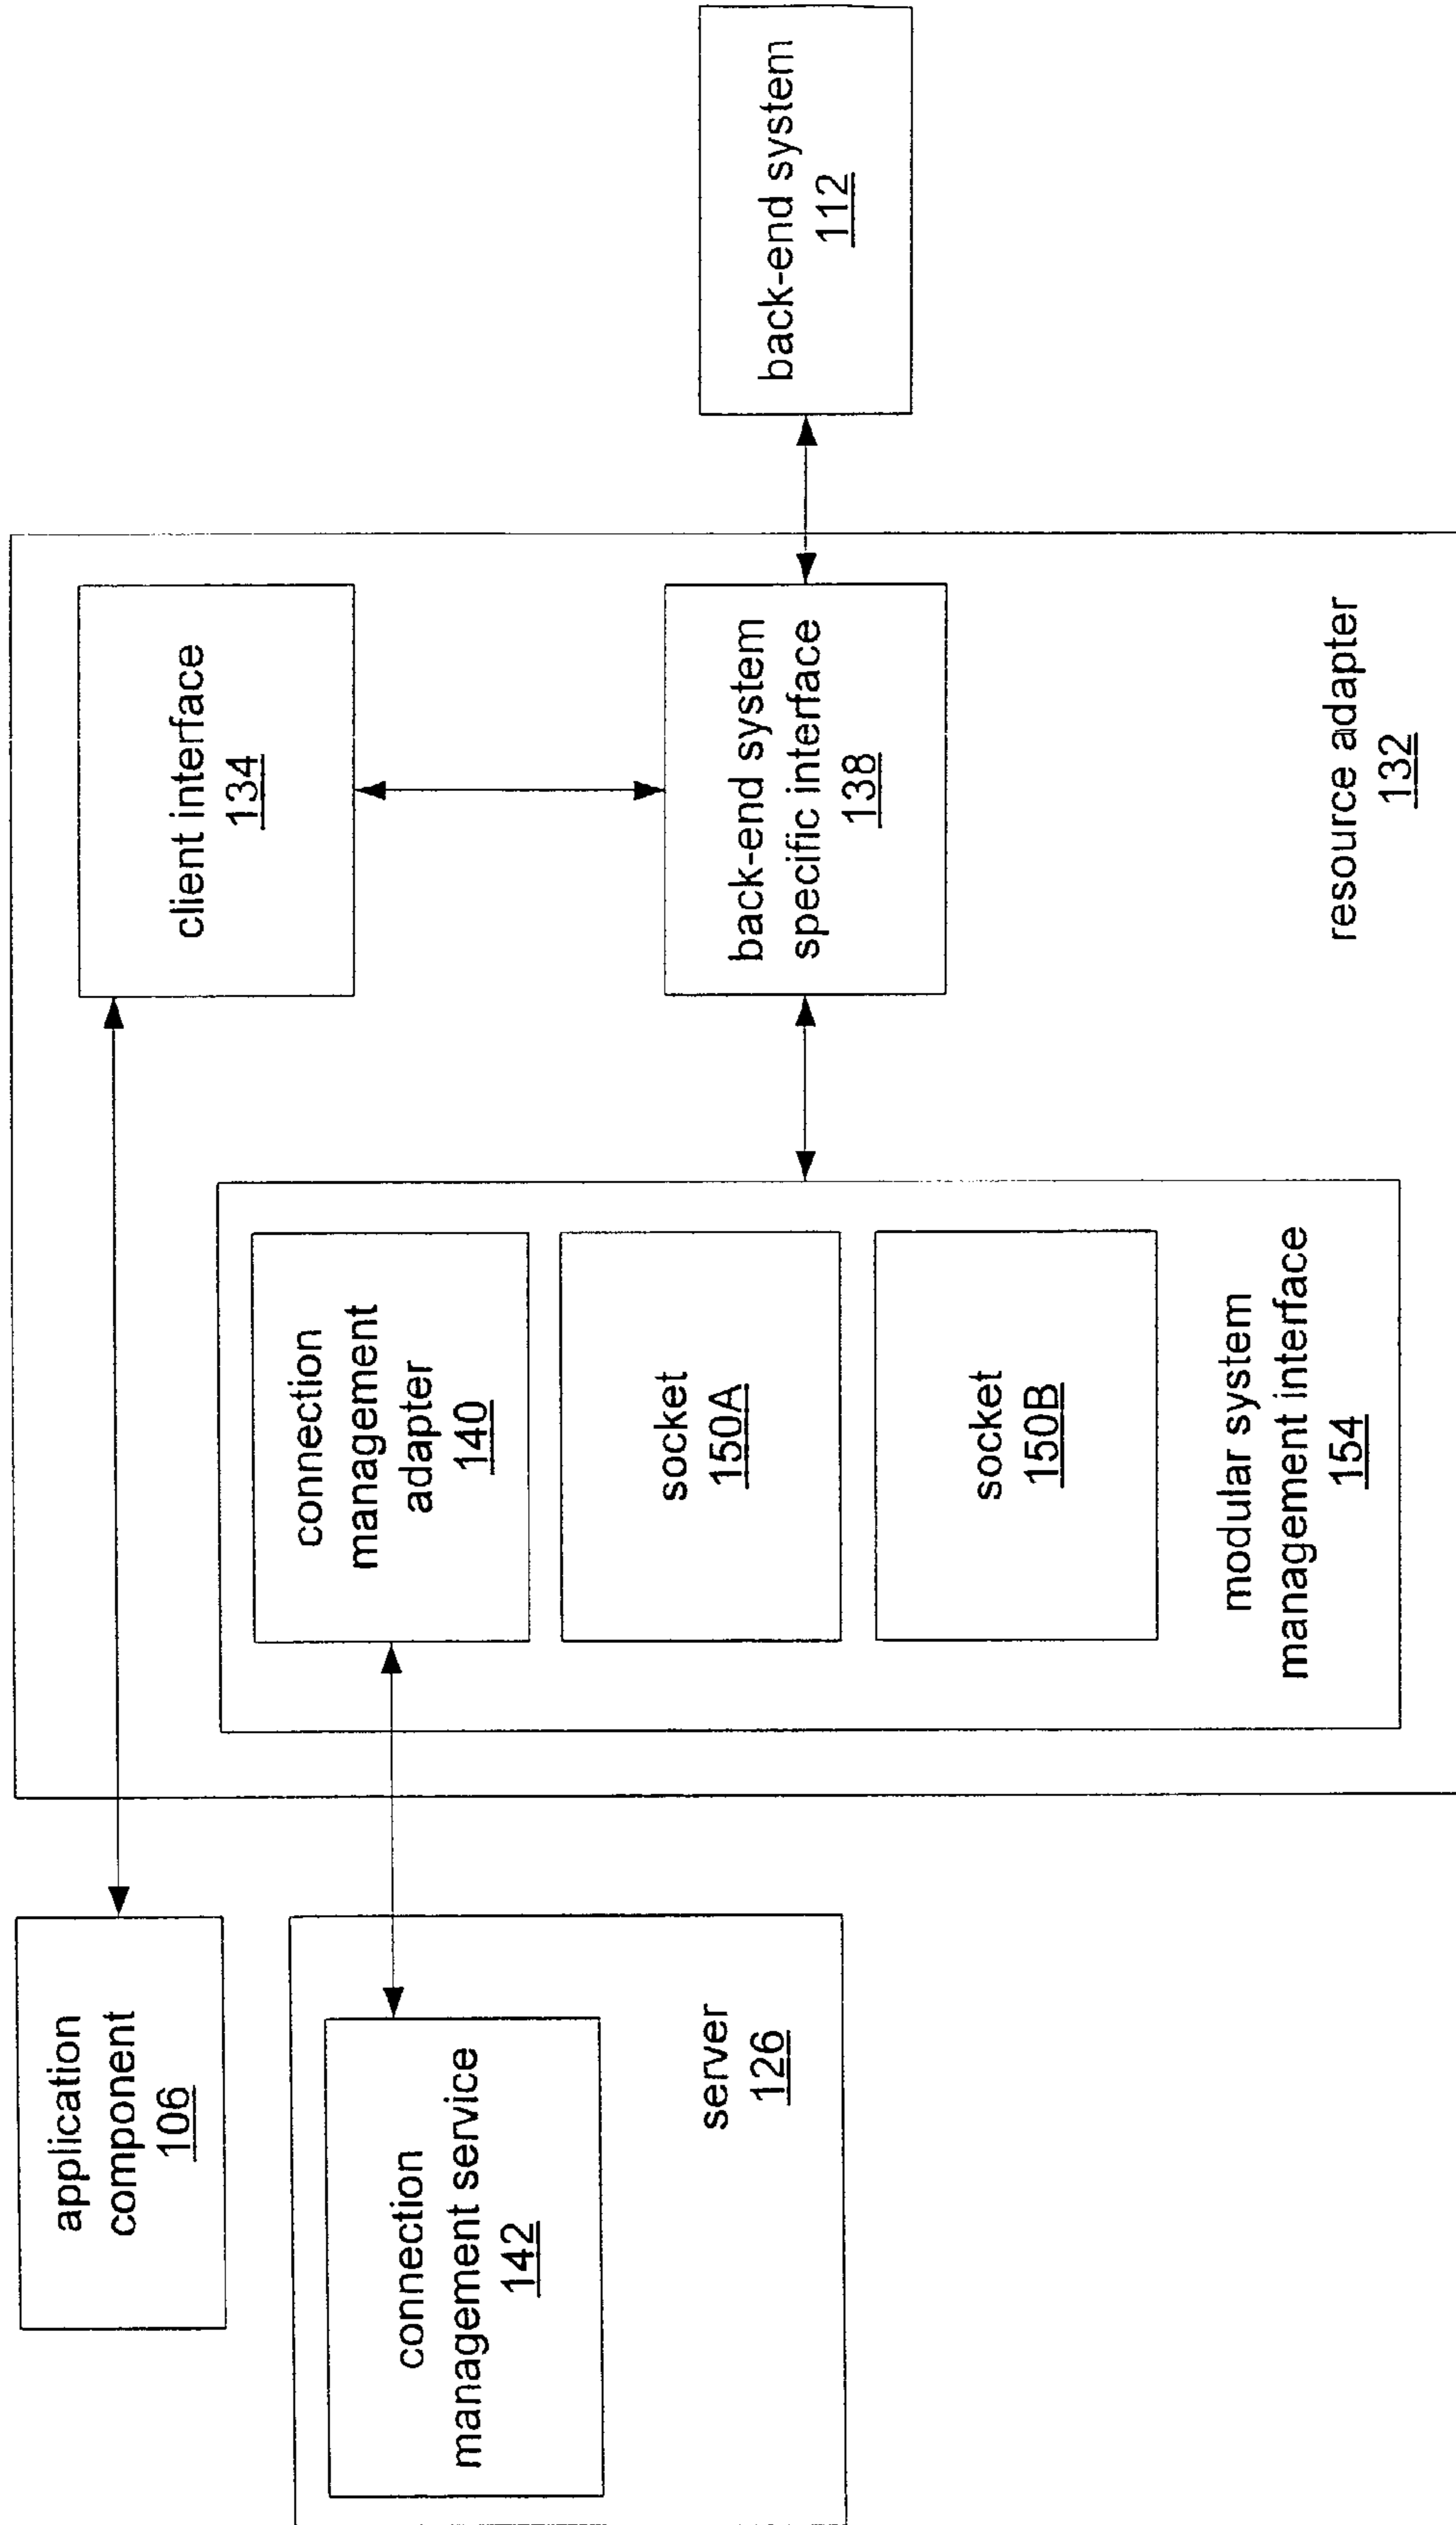 application
component
106
connection
management service
142
server
126
connection
management
adapter
140
socket
150A
socket
150B
modular system
management interface
154
client interface
134
back-end system
specific interface
138
resource adapter
132
back-end system
112